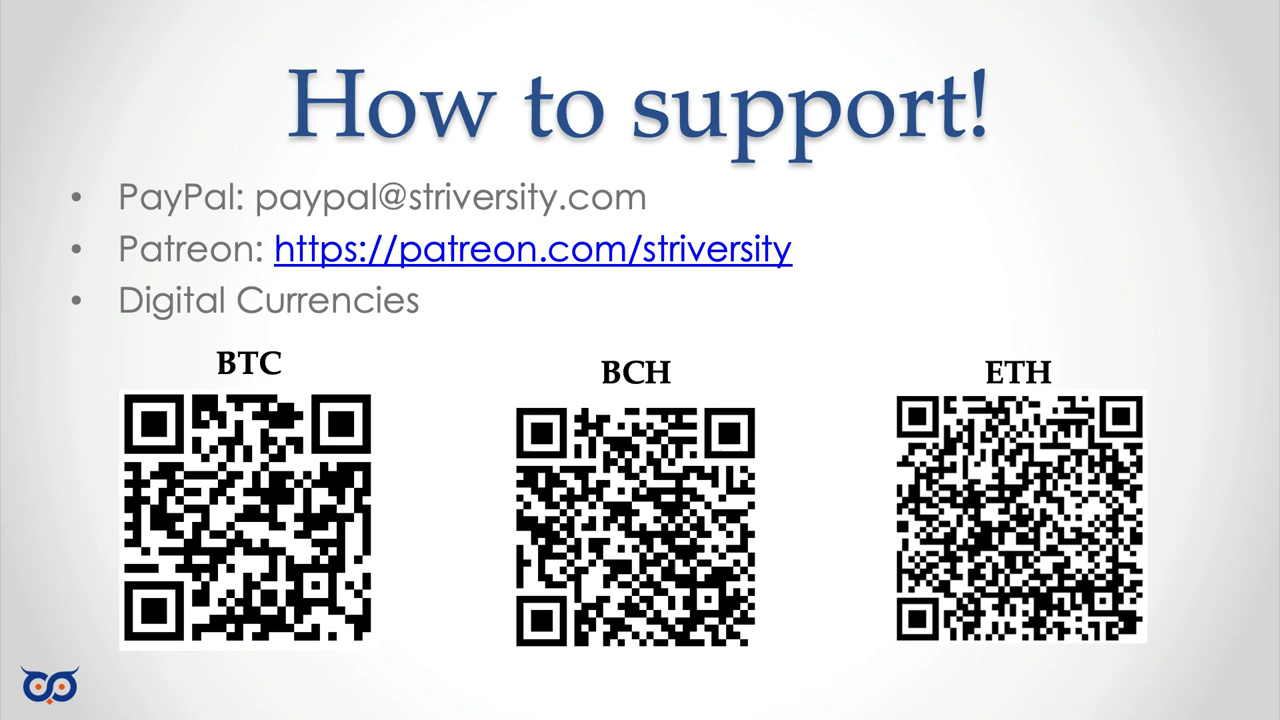 How to support!
• PayPal: paypal@striversity.com
• Patreon: https://patreon.com/striversity
• Digital Currencies
BTC
BCH
ETH